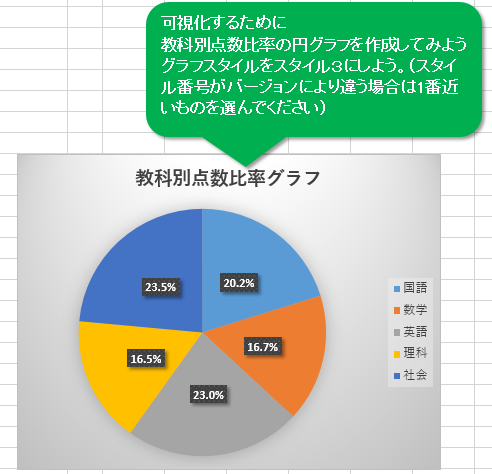 可視化するために
教科別点数比率の円グラフを作成してみよう
グラフスタイルをスタイル3にしよう。(スタイ
ル番号がバージョンにより違う場合は1番近
いものを選んでください)
教科別点数比率グラフ
23.5%
20.2%
16.7%
16.5%
23.0%
国語
数学
英語
理科
社会